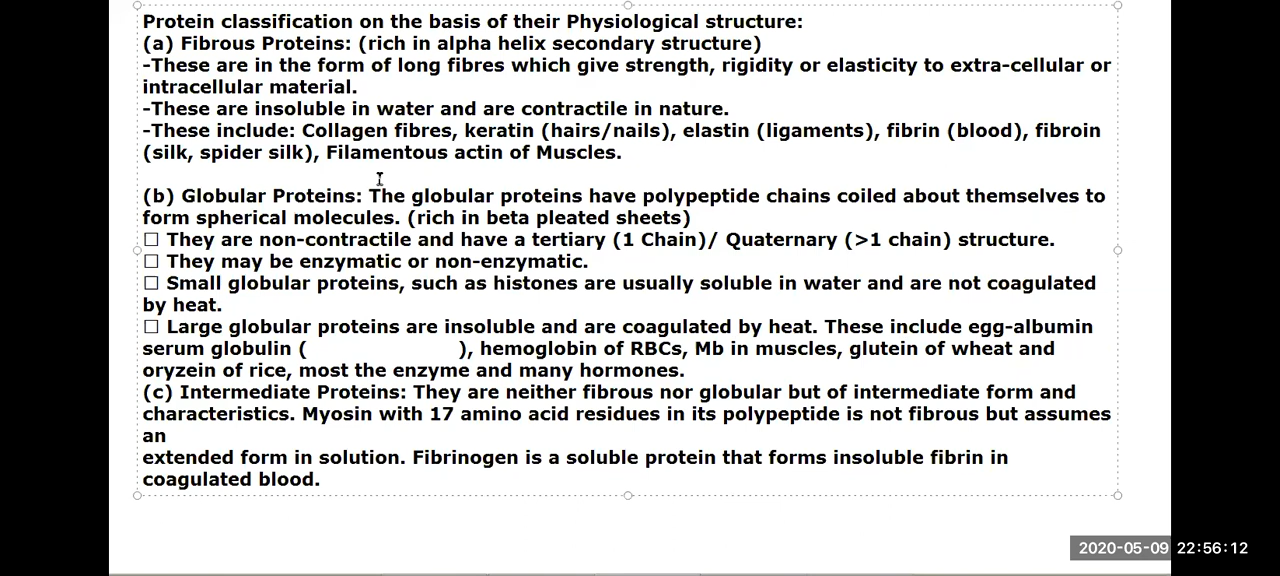 Protein classification on the basis of their Physiological structure:
(a) Fibrous Proteins: (rich in alpha helix secondary structure)
-These are in the form of long fibres which give strength, rigidity or elasticity to extra-cellular or
intracellular material.
-These are insoluble in water and are contractile in nature.
-These include: Collagen fibres, keratin (hairs/nails), elastin (ligaments), fibrin (blood), fibroin
(silk, spider silk), Filamentous actin of Muscles.
(b) Globular Proteins: The globular proteins have polypeptide chains coiled about themselves to
form spherical molecules. (rich in beta pleated sheets)
☐ They are non-contractile and have a tertiary (1 Chain)/ Quaternary (>1 chain) structure.
☐ They may be enzymatic or non-enzymatic.
☐ Small globular proteins, such as histones are usually soluble in water and are not coagulated
by heat.
☐ Large globular proteins are insoluble and are coagulated by heat. These include egg-albumin
serum globulin ( ), hemoglobin of RBCs, Mb in muscles, glutein of wheat and
oryzein of rice, most the enzyme and many hormones.
(c) Intermediate Proteins: They are neither fibrous nor globular but of intermediate form and
characteristics. Myosin with 17 amino acid residues in its polypeptide is not fibrous but assumes
an
extended form in solution. Fibrinogen is a soluble protein that forms insoluble fibrin in
coagulated blood.
2020-05-09 22:56:12